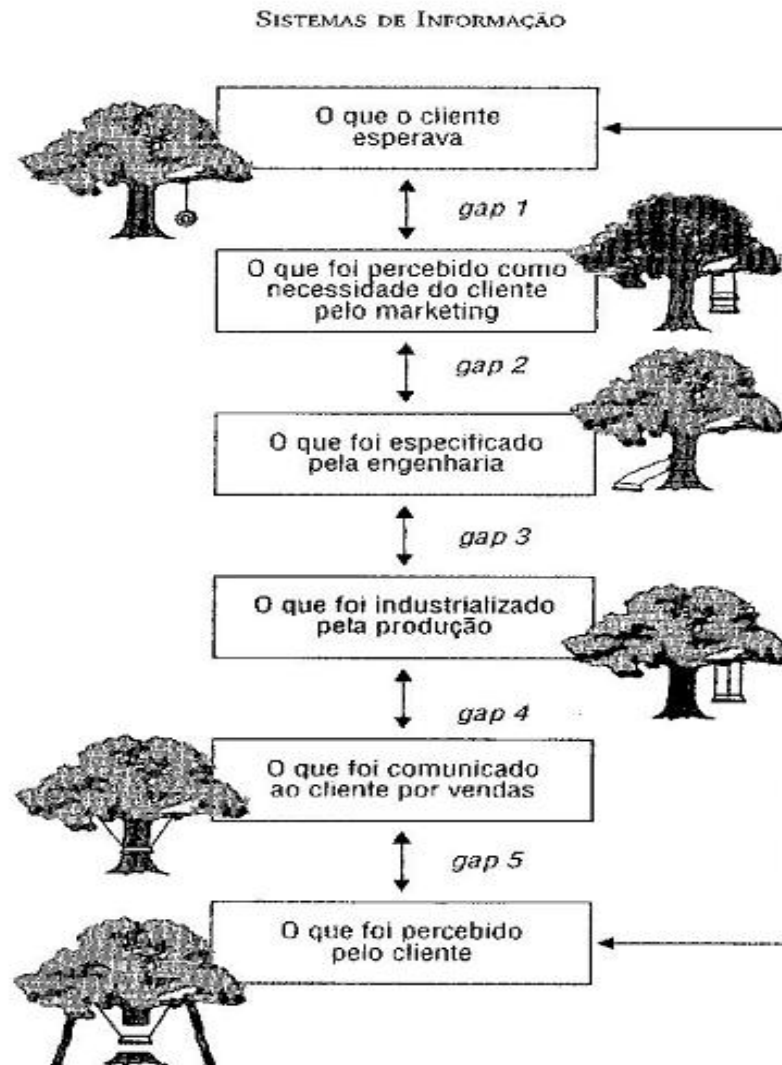 SISTEMAS DE INFORMAÇÃO
O que o cliente
esperava
gap 1
O que foi percebido como
necessidade do cliente
pelo marketing
gap 2
O que foi especificado
pela engenharia
gap 3
O que foi industrializado
pela produção
gap 4
O que foi comunicado
ao cliente por vendas
gap 5
O que foi percebido
pelo cliente